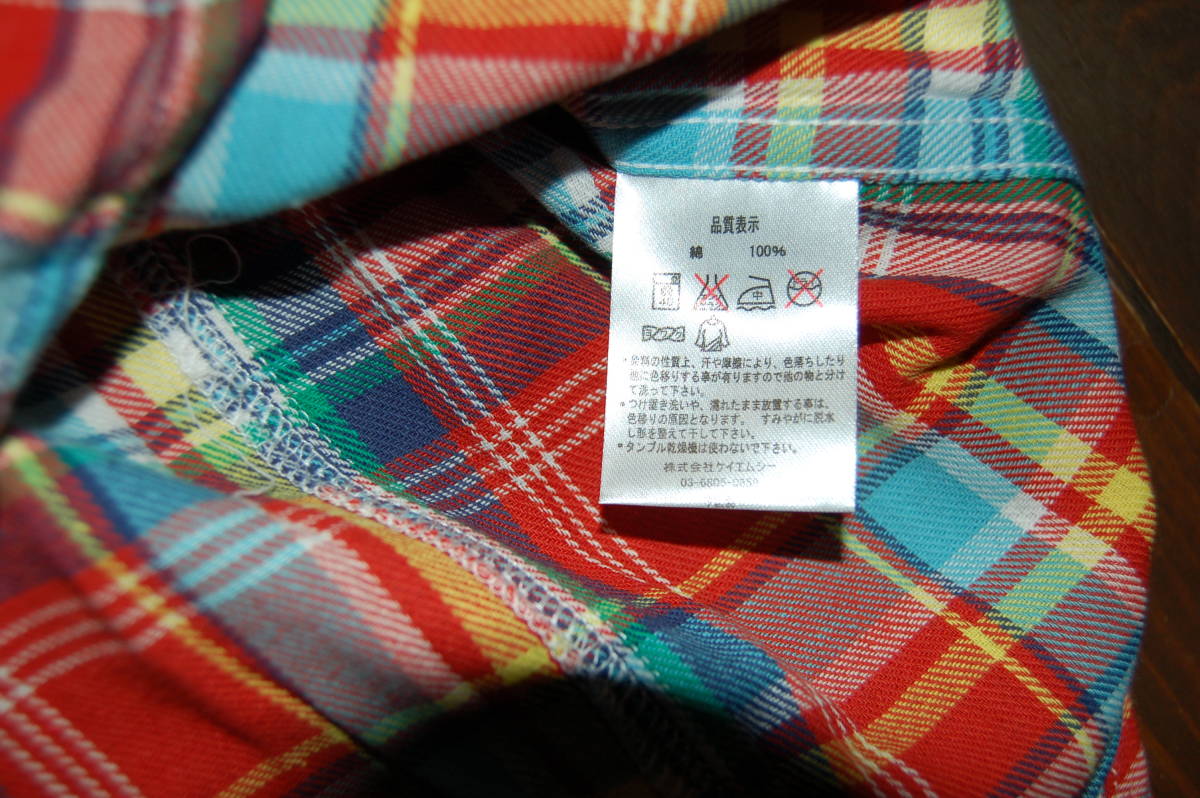 品質表示
綿 100%
40
中
*染料の性質上、汗や摩擦により、色落ちしたり
他に色移りする事が有りますので他の物と分け
て洗って下さい。
*つけ置き洗いや、濡れたまま放置する事は、
色移りの原因となります。 すみやかに脱水
し形を整えて干して下さい。
*タンブル乾燥機は使わないで下さい。
株式会社ケイエムシー